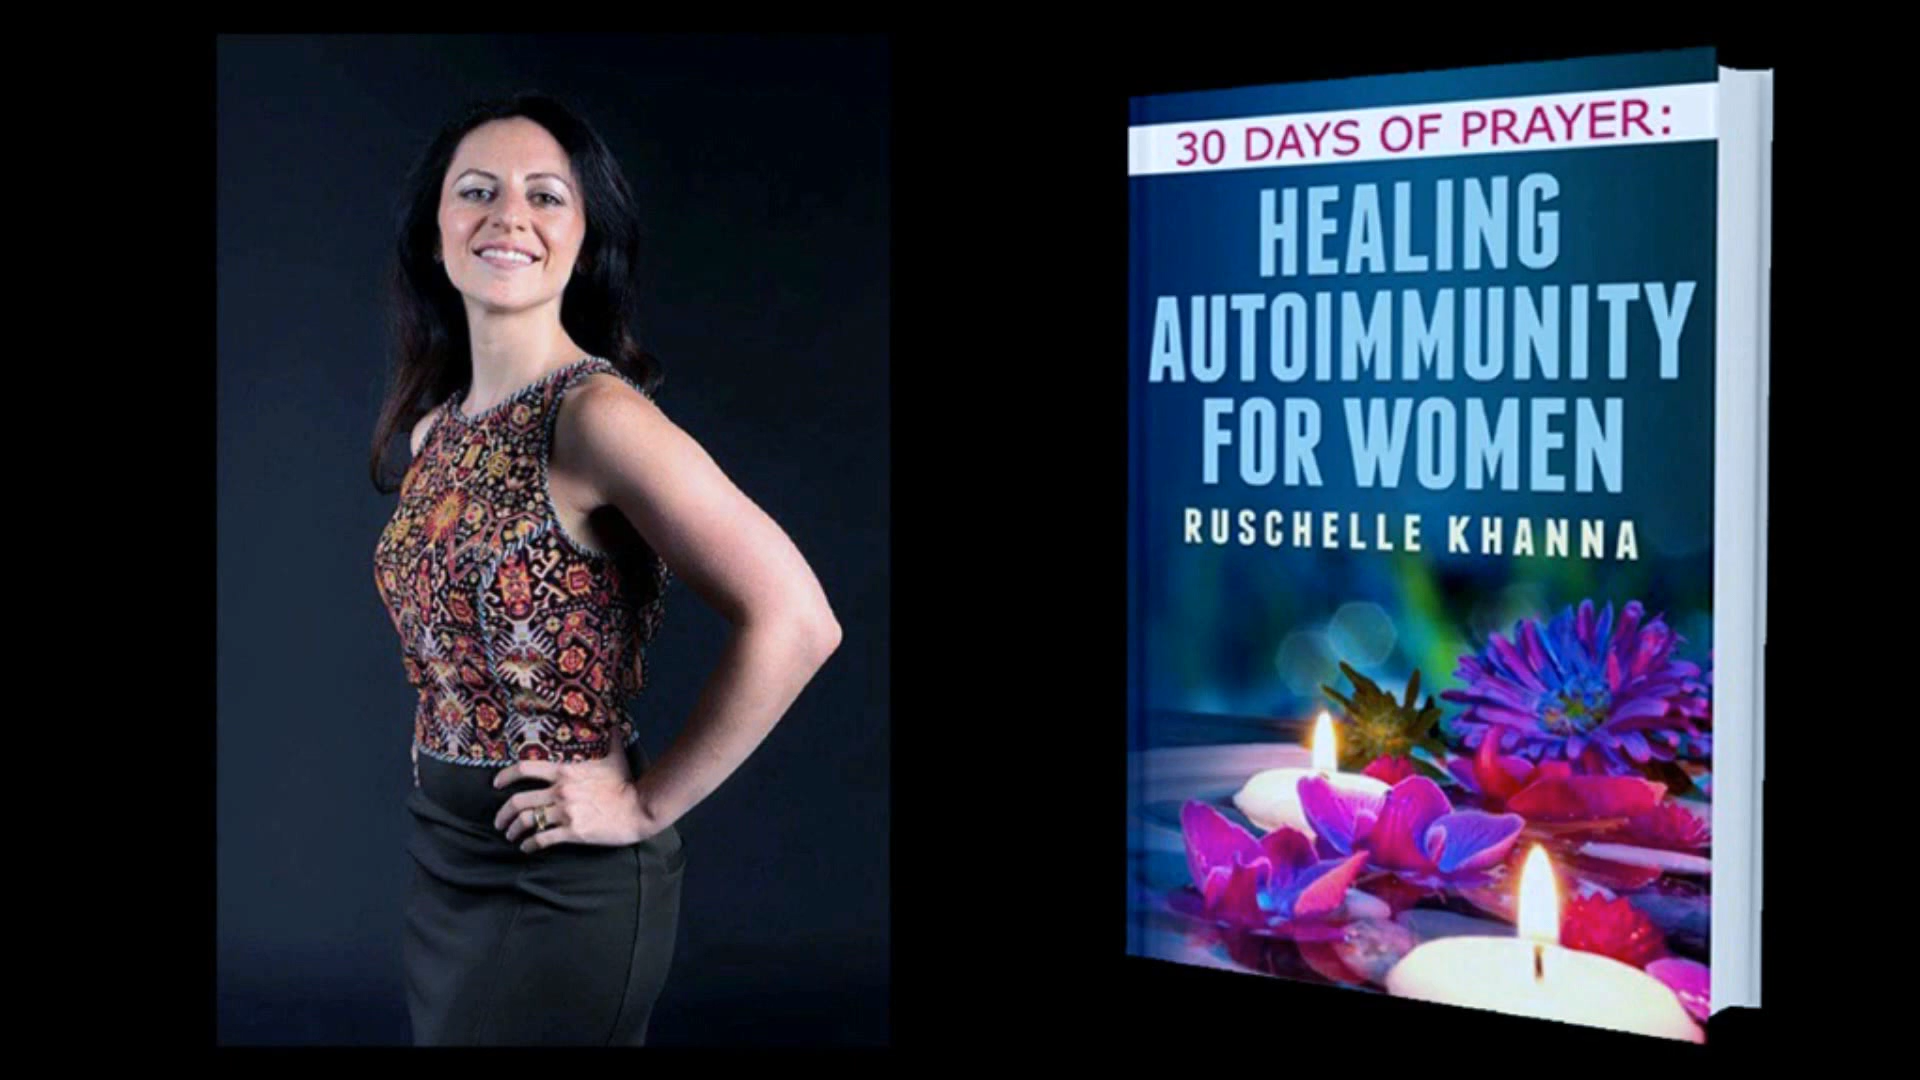 30 DAYS OF PRAYER:
HEALING
AUTOIMMUNITY
FOR WOMEN
RUSCHELLE KHANNA